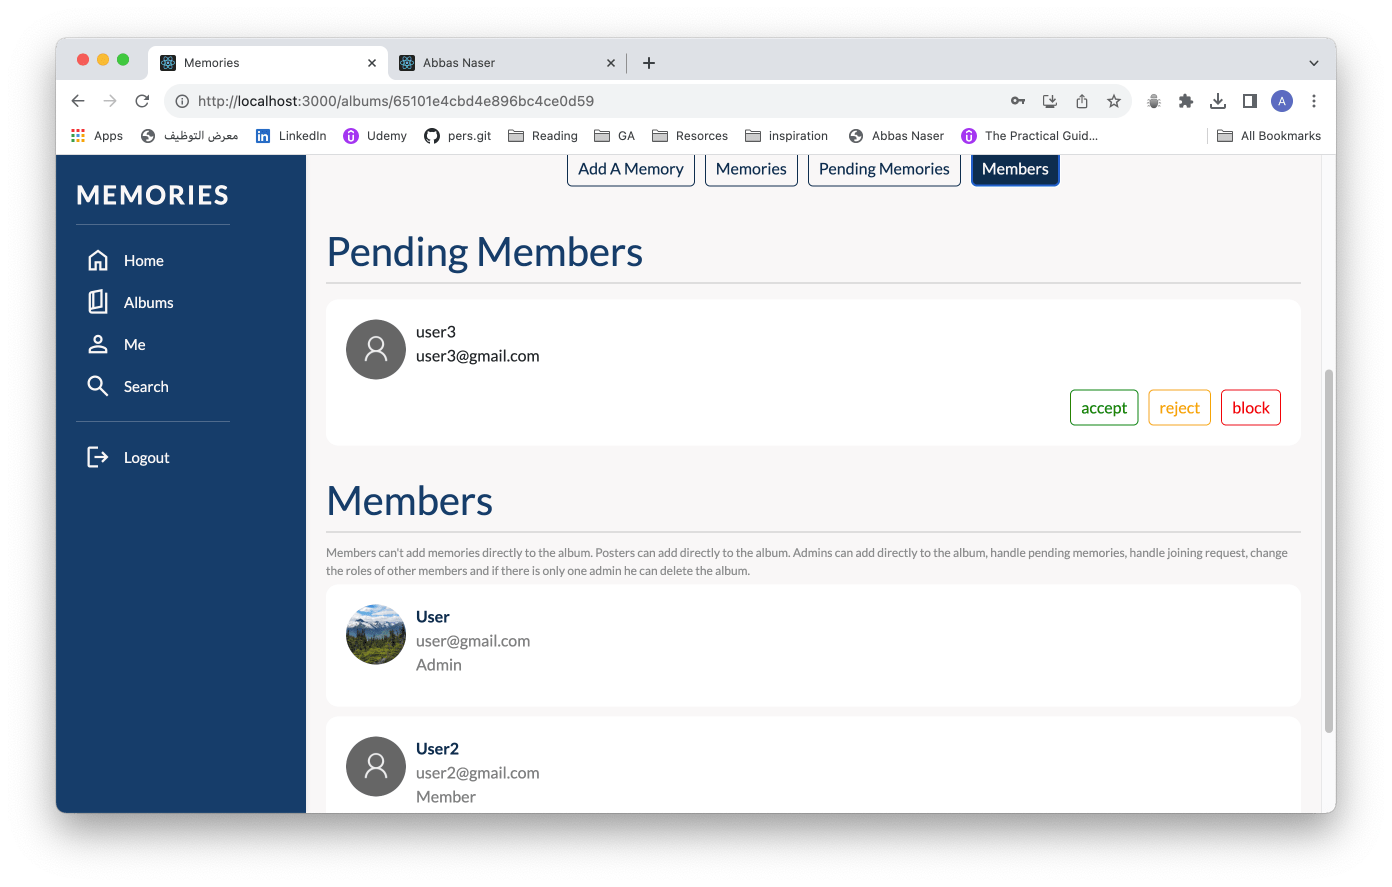 Memories
Abbas Naser
http://localhost:3000/albums/65101e4cbd4e896bc4ce0d59
A
Apps
معرض التوظيف
LinkedIn
Udemy
pers.git
Reading
GA
Resorces
inspiration
Abbas Naser
The Practical Guid...
All Bookmarks
MEMORIES
Home
Albums
Me
Search
Logout
Add A Memory
Memories
Pending Memories
Members
Pending Members
user3
user3@gmail.com
accept
reject
block
Members
Members can't add memories directly to the album. Posters can add directly to the album. Admins can add directly to the album, handle pending memories, handle joining request, change
the roles of other members and if there is only one admin he can delete the album.
User
user@gmail.com
Admin
User2
user2@gmail.com
Member